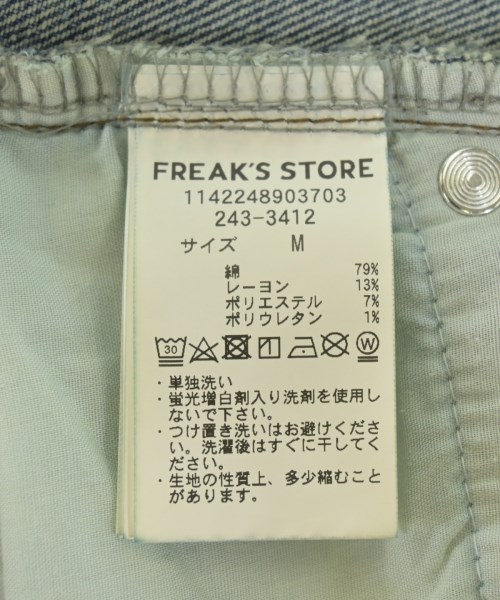 FREAK'S STORE
1142248903703
243-3412
サイズ M
綿 79%
レーヨン 13%
ポリエステル 7%
ポリウレタン 1%
30 W
・単独洗い
・蛍光増白剤入り洗剤を使用し
ないで下さい。
・つけ置き洗いはお避けくださ
い。洗濯後はすぐに干してく
ださい。
・生地の性質上、多少縮むこと
があります。